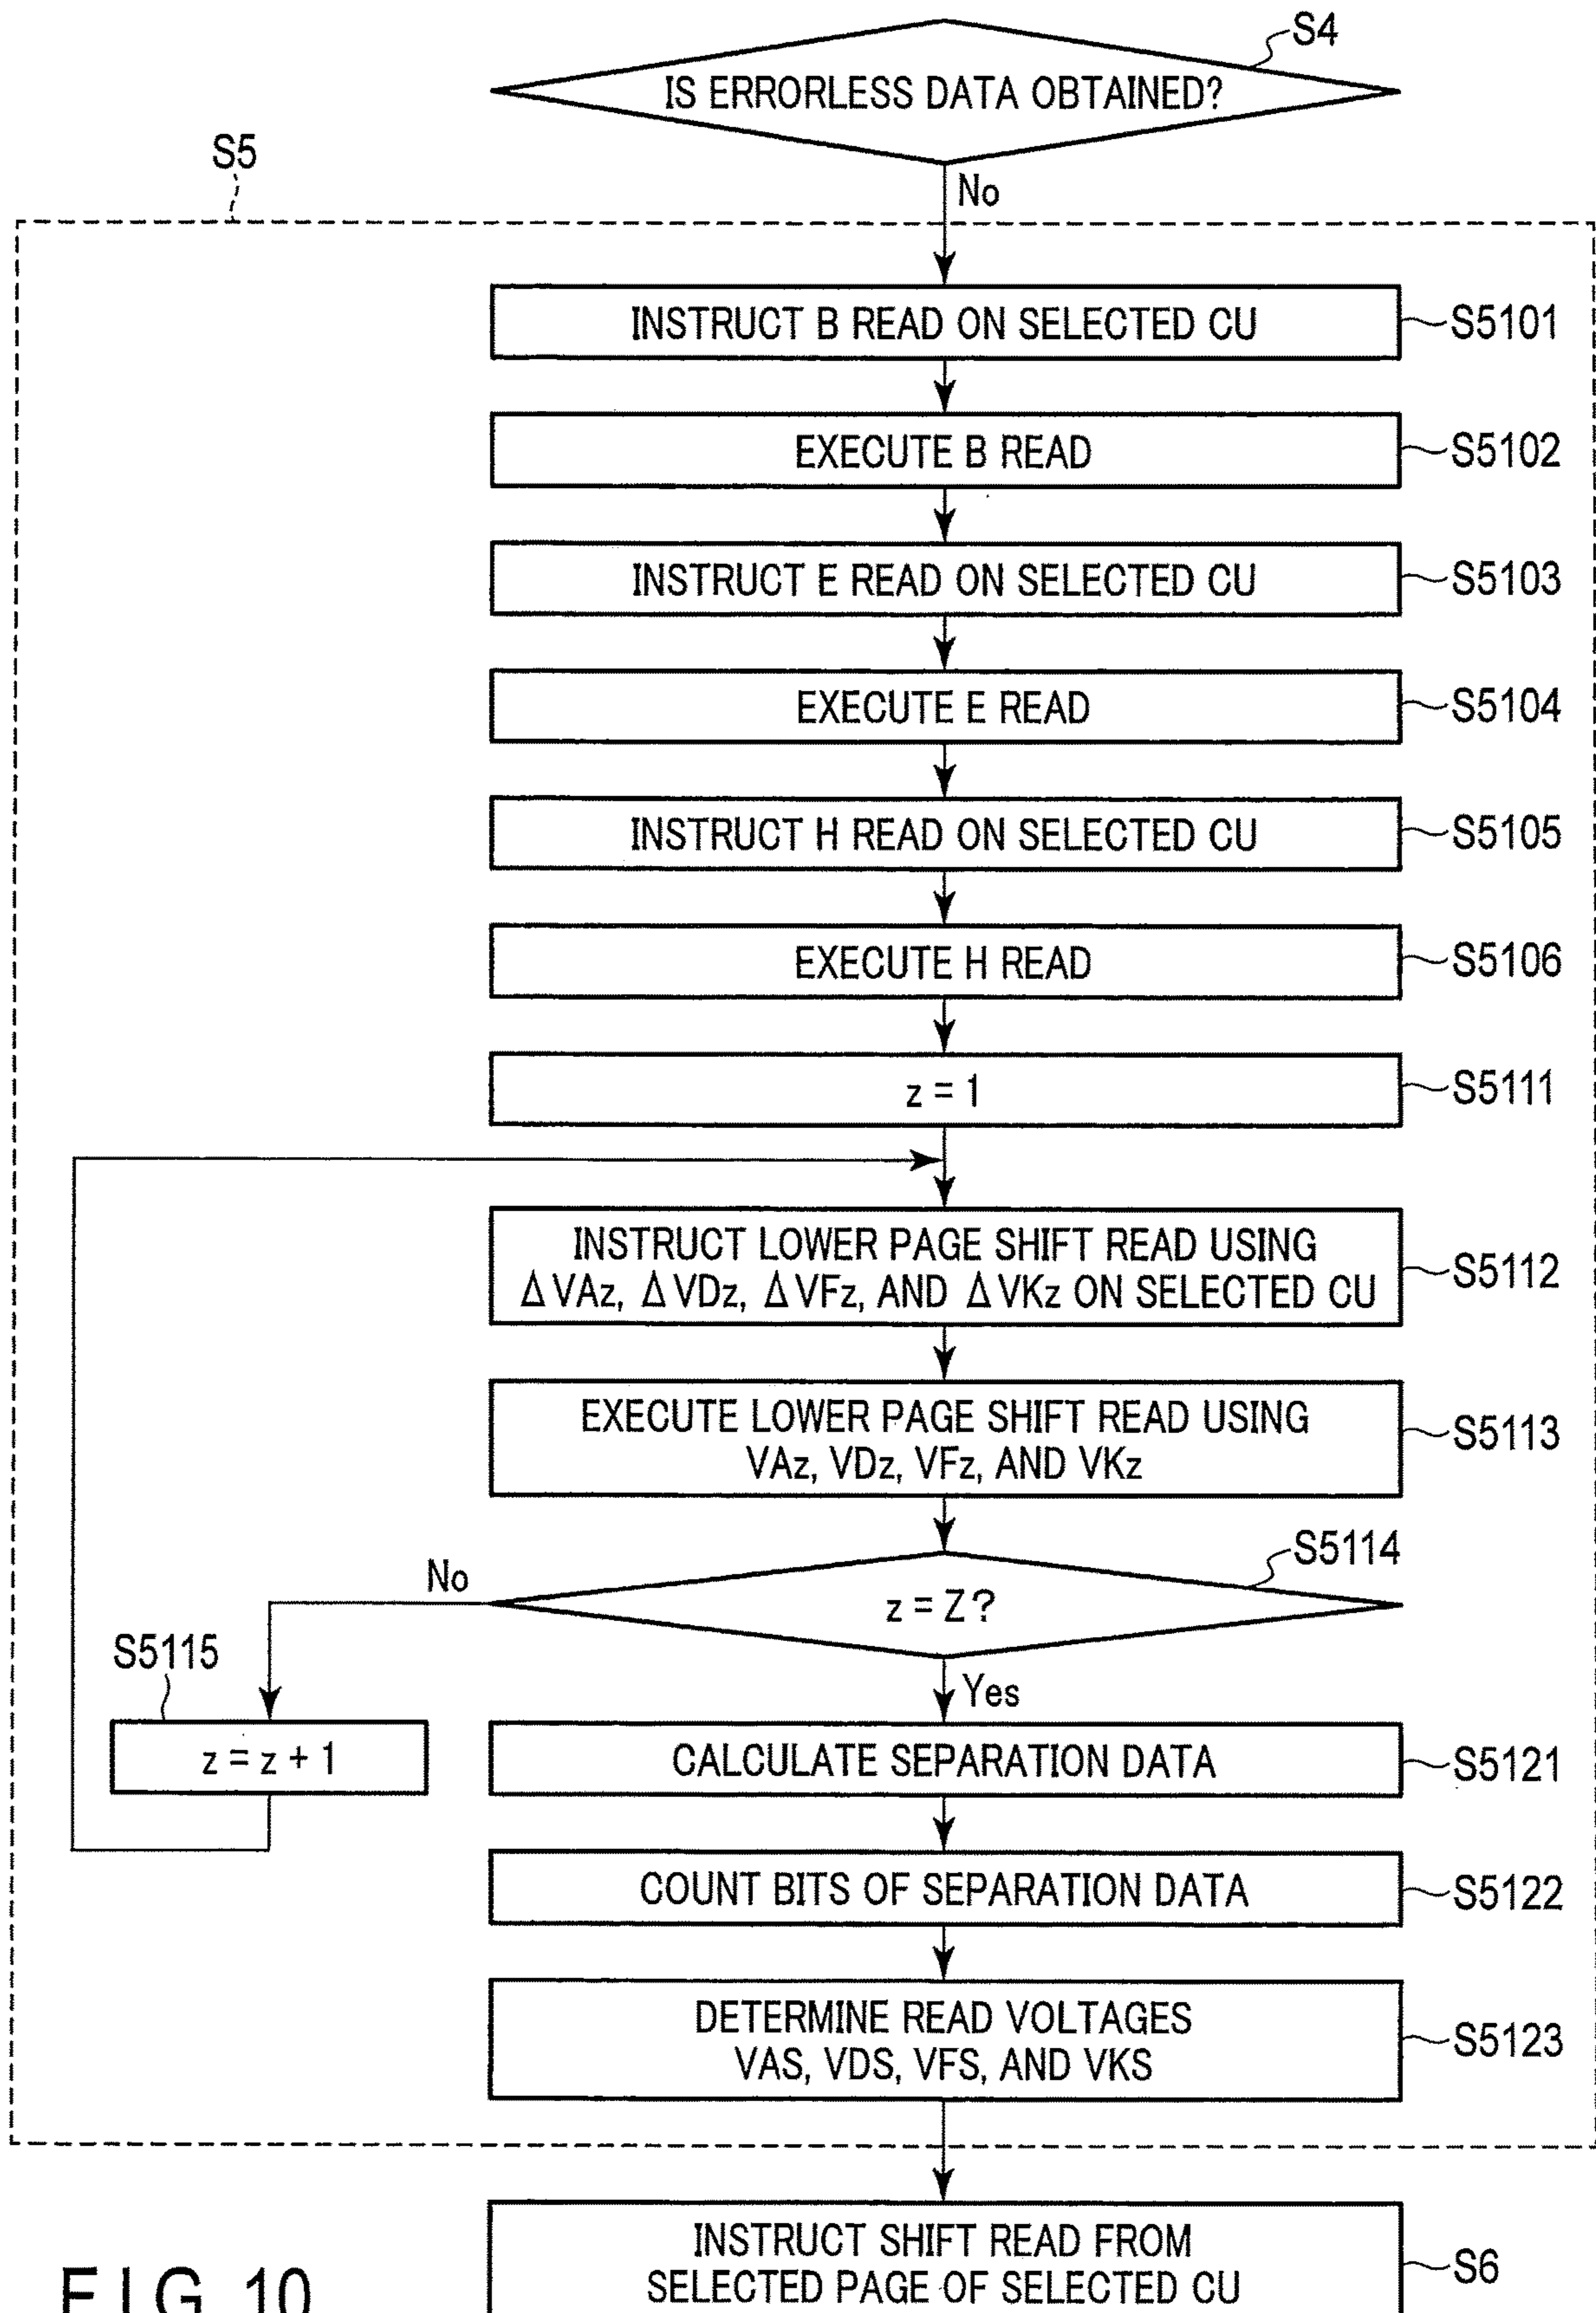 S4
IS ERRORLESS DATA OBTAINED?
S5
No
INSTRUCT B READ ON SELECTED CU
S5101
EXECUTE B READ
S5102
INSTRUCT E READ ON SELECTED CU
S5103
EXECUTE E READ
S5104
INSTRUCT H READ ON SELECTED CU
S5105
EXECUTE H READ
S5106
z = 1
S5111
INSTRUCT LOWER PAGE SHIFT READ USING
ΔVAz, ΔVDz, ΔVFz, AND ΔVKz ON SELECTED CU
S5112
EXECUTE LOWER PAGE SHIFT READ USING
VAz, VDz, VFz, AND VKz
S5113
S5114
No
z = Z?
S5115
Yes
z = z + 1
CALCULATE SEPARATION DATA
S5121
COUNT BITS OF SEPARATION DATA
S5122
DETERMINE READ VOLTAGES
VAS, VDS, VFS, AND VKS
S5123
INSTRUCT SHIFT READ FROM
SELECTED PAGE OF SELECTED CU
S6
FIG. 10